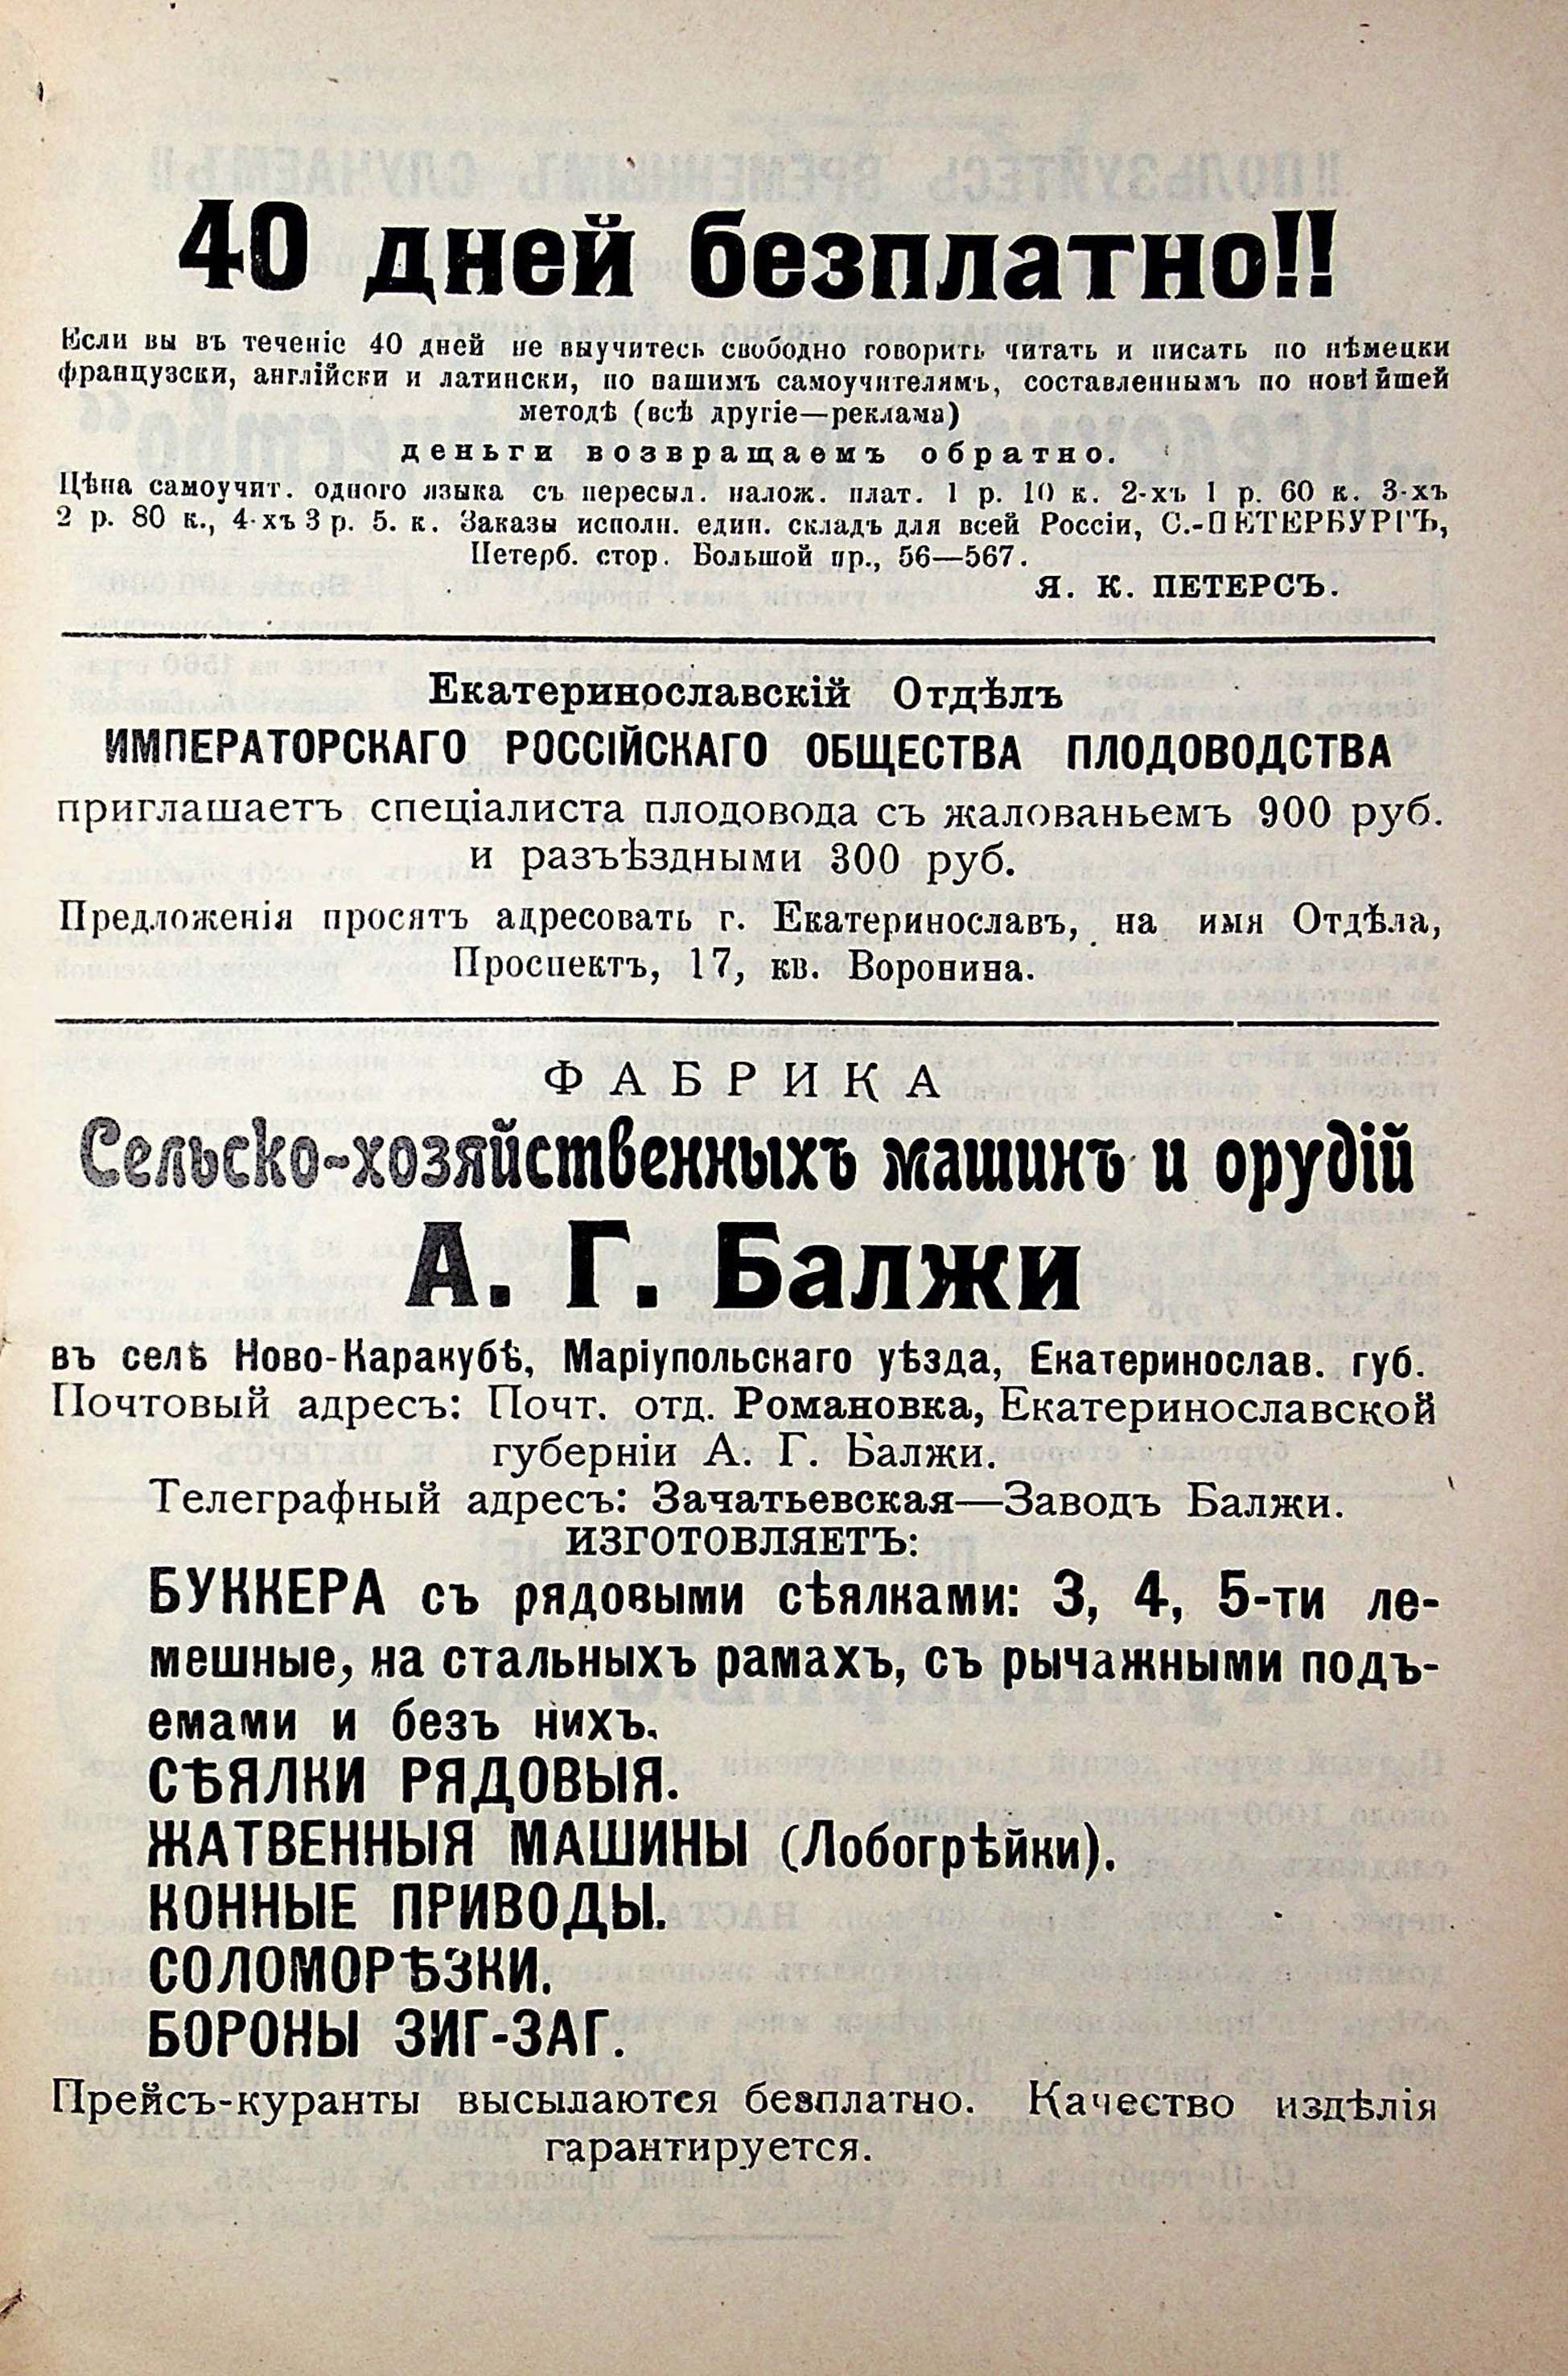 40 дней безплатно!!
Если вы въ теченіе 40 дней не выучитесь свободно говорить читать и писать по нѣмецки
французски, англійски и латински, по нашимъ самоучителямъ, составленнымъ по новѣйшей
методѣ (всѣ другіе—реклама)
деньги возвращаемъ обратно.
Цѣна самоучит. одного языка съ пересыл. налож. плат. 1 р. 10 к. 2-хъ 1 р. 60 к. 3-хъ
2 р. 80 к., 4-хъ 3 р. 5. к. Заказы исполн. един. складъ для всей Россіи, С.-ПЕТЕРБУРГЪ,
Петерб. стор. Большой пр., 56—567.
Я. К. ПЕТЕРСЪ.
Екатеринославскій Отдѣлъ
ИМПЕРАТОРСКАГО РОССІЙСКАГО ОБЩЕСТВА ПЛОДОВОДСТВА
приглашаетъ спеціалиста плодовода съ жалованьемъ 900 руб.
и разъѣздными 300 руб.
Предложенія просятъ адресовать г. Екатеринославъ, на имя Отдѣла,
Проспектъ, 17, кв. Воронина.
ФАБРИКА
Сельско-хозяйственныхъ машинъ и орудій
А. Г. Балжи
въ селѣ Ново-Каракубѣ, Маріупольскаго уѣзда, Екатеринослав. губ.
Почтовый адресъ: Почт. отд. Романовка, Екатеринославской
губерніи А. Г. Балжи.
Телеграфный адресъ: Зачатьевская—Заводъ Балжи.
ИЗГОТОВЛЯЕТЪ:
БУККЕРА съ рядовыми сѣялками: 3, 4, 5-ти ле-
мешные, на стальныхъ рамахъ, съ рычажными подъ-
емами и безъ нихъ.
СѢЯЛКИ РЯДОВЫЯ.
ЖАТВЕННЫЯ МАШИНЫ (Лобогрѣйки).
КОННЫЕ ПРИВОДЫ.
СОЛОМОРѢЗКИ.
БОРОНЫ ЗИГ-ЗАГ.
Прейсъ-куранты высылаются безплатно. Качество издѣлія
гарантируется.